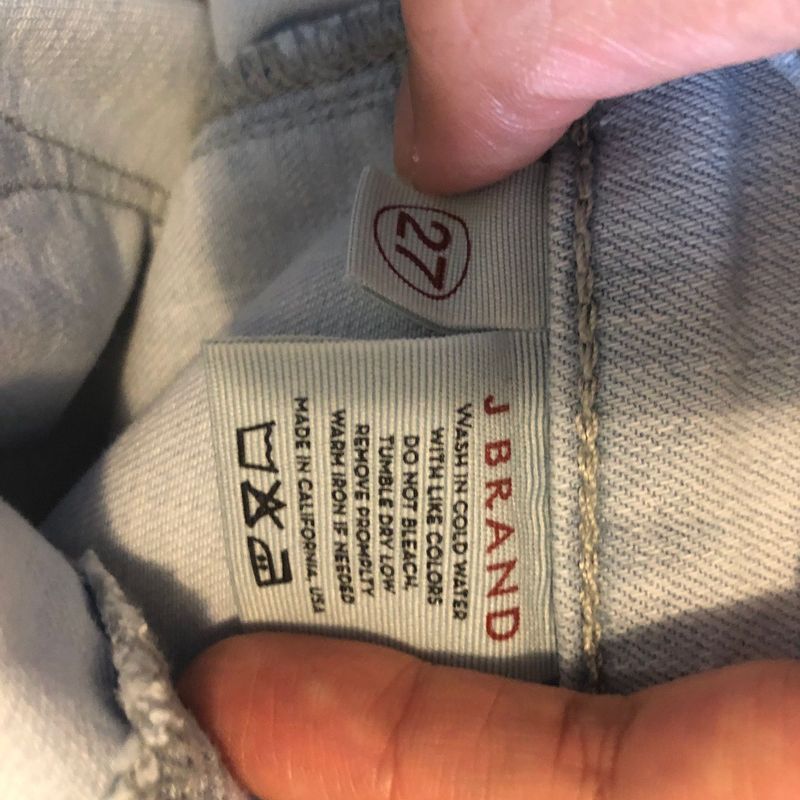 27
J BRAND
WASH IN COLD WATER
WITH LIKE COLORS
DO NOT BLEACH.
TUMBLE DRY LOW
REMOVE PROMPTLY
WARM IRON IF NEEDED
MADE IN CALIFORNIA, USA